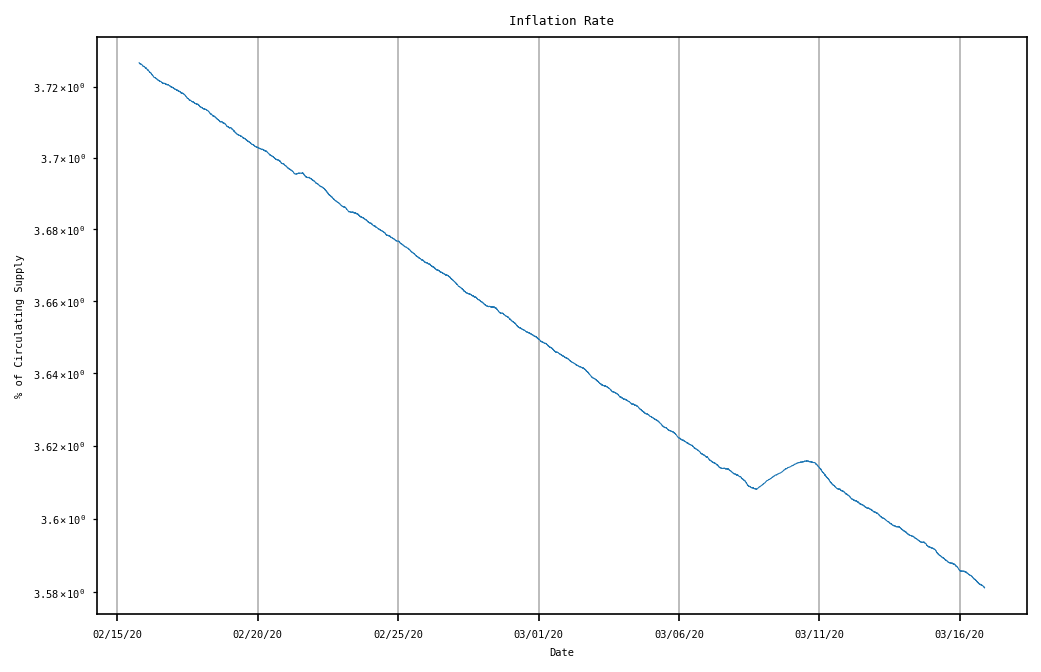 Inflation Rate
3.72×10⁰
3.7×10⁰
3.68×10⁰
3.66×10⁰
3.64×10⁰
3.62×10⁰
3.6×10⁰
3.58×10⁰
% of Circulating Supply
02/15/20 02/20/20 02/25/20 03/01/20 03/06/20 03/11/20 03/16/20
Date